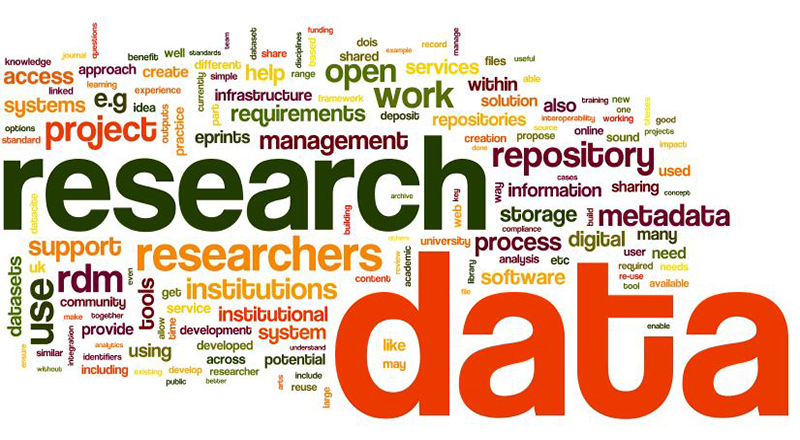 questions
funding
journal
team
dataset
dois
example
record
manage
knowledge
benefit
well
standards
share
disciplines
based
shared
files
useful
access
approach
create
different
help
range
open
services
able
linked
learning
simple
within
systems
e.g
idea
experience
currently
infrastructure
framework
work
solution
also
training
new
theses
outputs
practice
part
requirements
deposit
repositories
interoperability
one
working
good
options
standard
project
eprints
management
creation
source
propose
online
sound
projects
impact
done
research
repository
used
cases
way
information
sharing
concept
archive
key
web
storage
build
metadata
datacite
building
compliance
support
researchers
others
university
process
digital
many
review
academic
analysis
etc
user
need
datasets
uk
rdm
even
content
library
software
required
needs
re-use
tool
available
use
community
tools
get
institutions
file
data
make
together
service
institutional
enable
ensure
integration
provide
allow
time
development
system
like
analytics
similar
identifiers
using
developed
understand
may
without
including
existing
across
potential
develop
researcher
public
better
arts
include
reuse
large